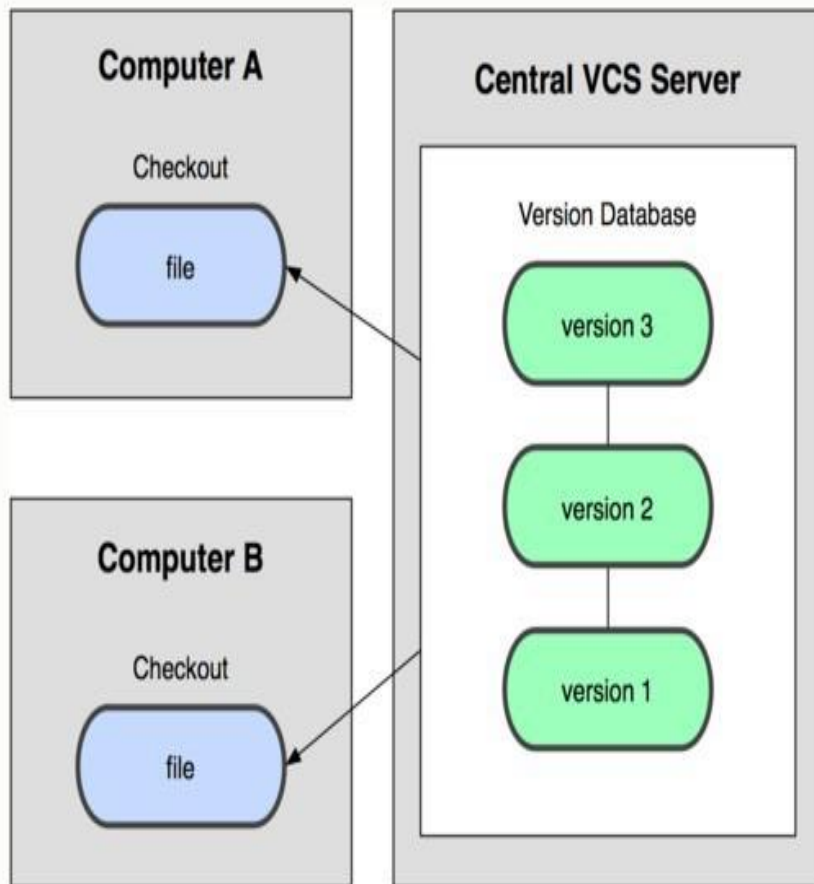 Computer A
Checkout
file
Computer B
Checkout
file
Central VCS Server
Version Database
version 3
version 2
version 1